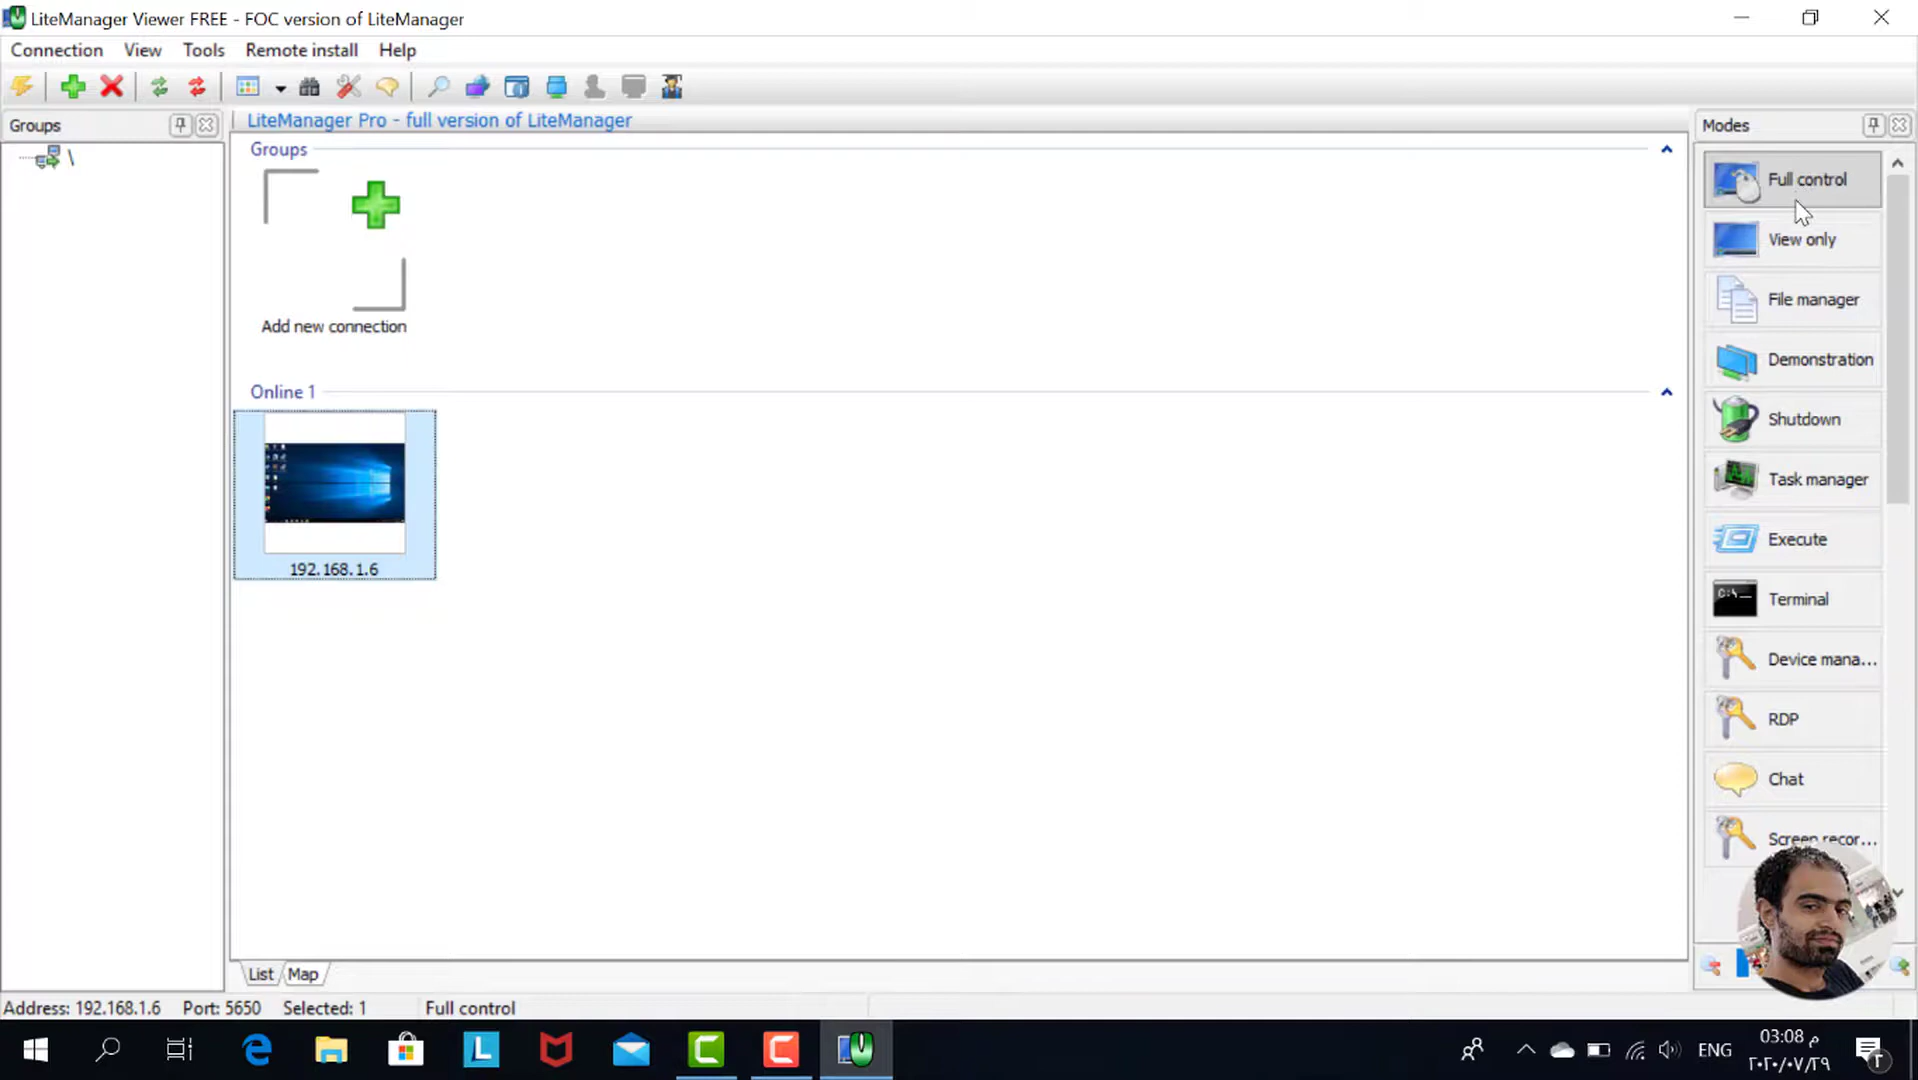 LiteManager Viewer FREE - FOC version of LiteManager
Connection View Tools Remote install Help
Groups
\
LiteManager Pro - full version of LiteManager
Groups
Add new connection
Online 1
192.168.1.6
Modes
Full control
View only
File manager
Demonstration
Shutdown
Task manager
Execute
C:\
Terminal
Device mana...
RDP
Chat
Screen recor...
List Map
Address: 192.168.1.6 Port: 5650 Selected: 1 Full control
ENG
03:08 م
٢٠٢٠/٠٧/٢٩
٢